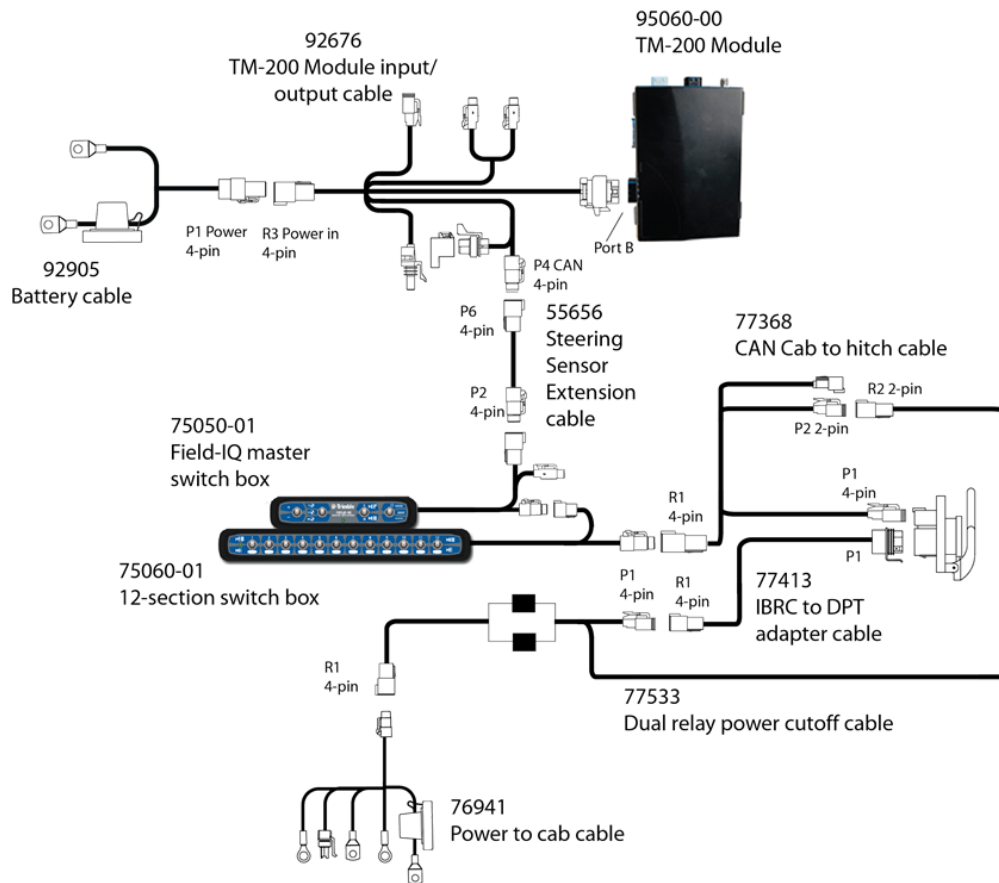 92676
TM-200 Module input/
output cable
95060-00
TM-200 Module
P1 Power
4-pin
R3 Power in
4-pin
Port B
92905
Battery cable
P4 CAN
4-pin
P6
4-pin
55656
Steering
Sensor
Extension
cable
P2
4-pin
77368
CAN Cab to hitch cable
R2 2-pin
P2 2-pin
75050-01
Field-IQ master
switch box
Trimble
P1
4-pin
R1
4-pin
P1
75060-01
12-section switch box
P1
4-pin
R1
4-pin
77413
IBRC to DPT
adapter cable
R1
4-pin
77533
Dual relay power cutoff cable
76941
Power to cab cable